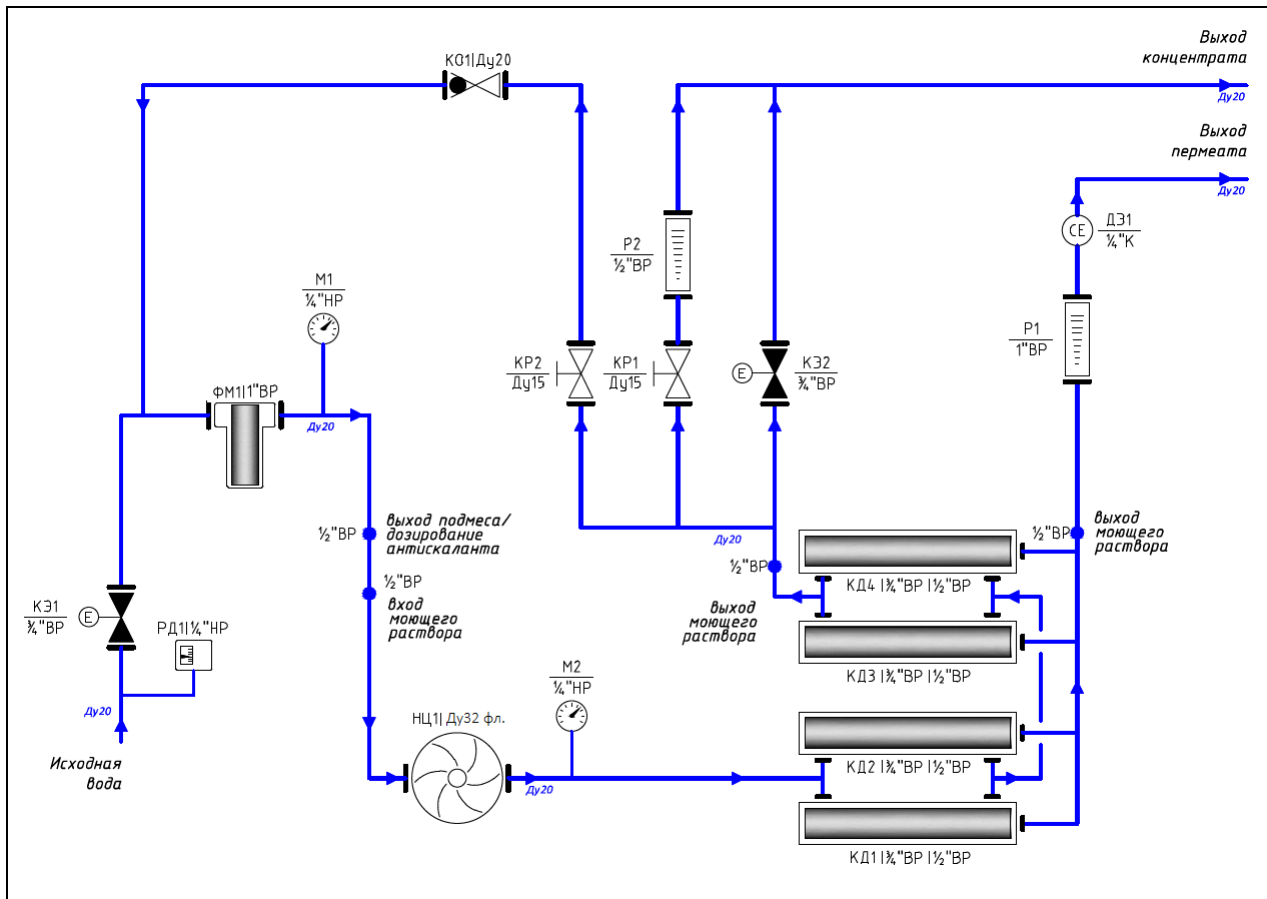 Выход
концентрата
Ду20
КО1|Ду20
Выход
пермеата
Ду20
ДЭ1
¼"К
Р2
½"ВР
М1
¼"НР
Р1
1"ВР
КР2
Ду15
КР1
Ду15
Е
КЭ2
¾"ВР
СЕ
ФМ1|1"ВР
Ду20
½"ВР
выход подмеса/
дозирование
антискаланта
½"ВР
вход
моющего
раствора
Ду20
½"ВР
выход
моющего
раствора
½"ВР
выход
моющего
раствора
КД4 |¾"ВР |½"ВР
КД3 |¾"ВР |½"ВР
КД2 |¾"ВР |½"ВР
КД1 |¾"ВР |½"ВР
КЭ1
¾"ВР
Е
РД1|¼"НР
Ду20
Исходная
вода
М2
¼"НР
НЦ1| Ду32 фл.
Ду20